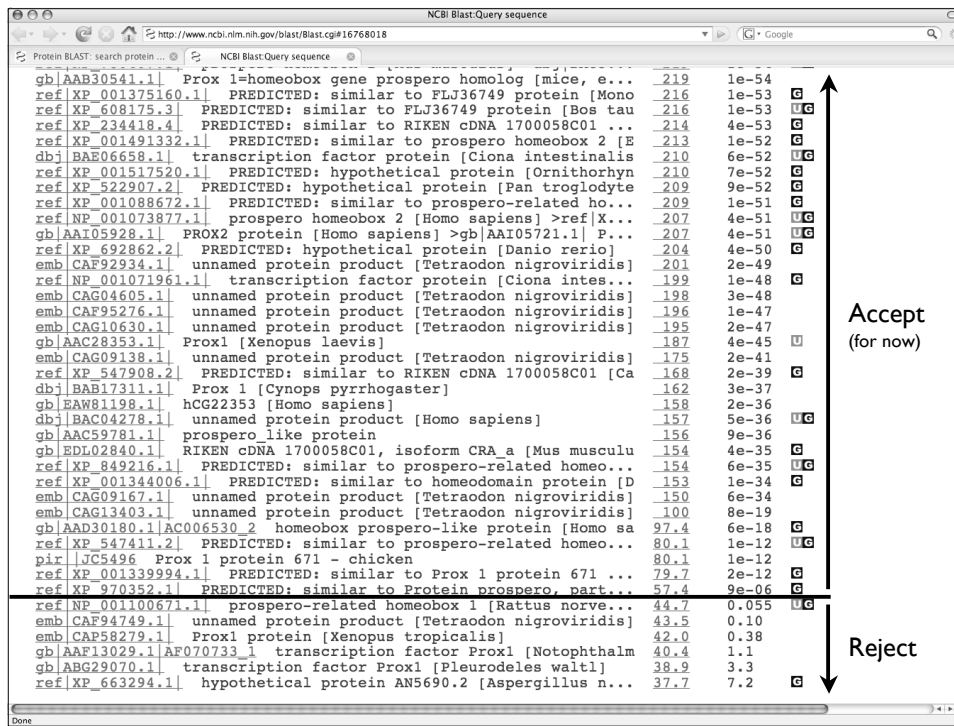 NCBI Blast:Query sequence
http://www.ncbi.nlm.nih.gov/blast/Blast.cgi#16768018
Google
Protein BLAST: search protein ...
NCBI Blast:Query sequence
gb|AAB30541.1| Prox 1=homeobox gene prospero homolog [mice, e... 219 1e-54
ref|XP_001375160.1| PREDICTED: similar to FLJ36749 protein [Mono 216 1e-53 G
ref|XP_608175.3| PREDICTED: similar to FLJ36749 protein [Bos tau 216 1e-53 UG
ref|XP_234418.4| PREDICTED: similar to RIKEN cDNA 1700058C01 ... 214 4e-53 G
ref|XP_001491332.1| PREDICTED: similar to prospero homeobox 2 [E 213 1e-52 G
dbj|BAE06658.1| transcription factor protein [Ciona intestinalis 210 6e-52 UG
ref|XP_001517520.1| PREDICTED: hypothetical protein [Ornithorhyn 210 7e-52 G
ref|XP_522907.2| PREDICTED: hypothetical protein [Pan troglodyte 209 9e-52 G
ref|XP_001088672.1| PREDICTED: similar to prospero-related ho... 209 1e-51 G
ref|NP_001073877.1| prospero homeobox 2 [Homo sapiens] >ref|X... 207 4e-51 UG
gb|AAI05928.1| PROX2 protein [Homo sapiens] >gb|AAI05721.1| P... 207 4e-51 UG
ref|XP_692862.2| PREDICTED: hypothetical protein [Danio rerio] 204 4e-50 G
emb|CAF92934.1| unnamed protein product [Tetraodon nigroviridis] 201 2e-49
ref|NP_001071961.1| transcription factor protein [Ciona intes... 199 1e-48 G
emb|CAG04605.1| unnamed protein product [Tetraodon nigroviridis] 198 3e-48
emb|CAF95276.1| unnamed protein product [Tetraodon nigroviridis] 196 1e-47
emb|CAG10630.1| unnamed protein product [Tetraodon nigroviridis] 195 2e-47
gb|AAC28353.1| Prox1 [Xenopus laevis] 187 4e-45 U
emb|CAG09138.1| unnamed protein product [Tetraodon nigroviridis] 175 2e-41
ref|XP_547908.2| PREDICTED: similar to RIKEN cDNA 1700058C01 [Ca 168 2e-39 G
dbj|BAB17311.1| Prox 1 [Cynops pyrrhogaster] 162 3e-37
gb|EAW81198.1| hCG22353 [Homo sapiens] 158 2e-36
dbj|BAC04278.1| unnamed protein product [Homo sapiens] 157 5e-36 UG
gb|AAC59781.1| prospero_like protein 156 9e-36
gb|EDL02840.1| RIKEN cDNA 1700058C01, isoform CRA_a [Mus musculu 154 4e-35 G
ref|XP_849216.1| PREDICTED: similar to prospero-related homeo... 154 6e-35 UG
ref|XP_001344006.1| PREDICTED: similar to homeodomain protein [D 153 1e-34 G
emb|CAG09167.1| unnamed protein product [Tetraodon nigroviridis] 150 6e-34
emb|CAG13403.1| unnamed protein product [Tetraodon nigroviridis] 100 8e-19
gb|AAD30180.1|AC006530_2 homeobox prospero-like protein [Homo sa 97.4 6e-18 G
ref|XP_547411.2| PREDICTED: similar to prospero-related homeo... 80.1 1e-12 UG
pir||JC5496 Prox 1 protein 671 - chicken 80.1 1e-12
ref|XP_001339994.1| PREDICTED: similar to Prox 1 protein 671 ... 79.7 2e-12 G
ref|XP_970352.1| PREDICTED: similar to Protein prospero, part... 57.4 9e-06 G
Accept
(for now)
ref|NP_001100671.1| prospero-related homeobox 1 [Rattus norve... 44.7 0.055 UG
emb|CAF94749.1| unnamed protein product [Tetraodon nigroviridis] 43.5 0.10
emb|CAP58279.1| Prox1 protein [Xenopus tropicalis] 42.0 0.38
gb|AAF13029.1|AF070733_1 transcription factor Prox1 [Notophthalm 40.4 1.1
gb|ABG29070.1| transcription factor Prox1 [Pleurodeles waltl] 38.9 3.3
ref|XP_663294.1| hypothetical protein AN5690.2 [Aspergillus n... 37.7 7.2 G
Reject
Done